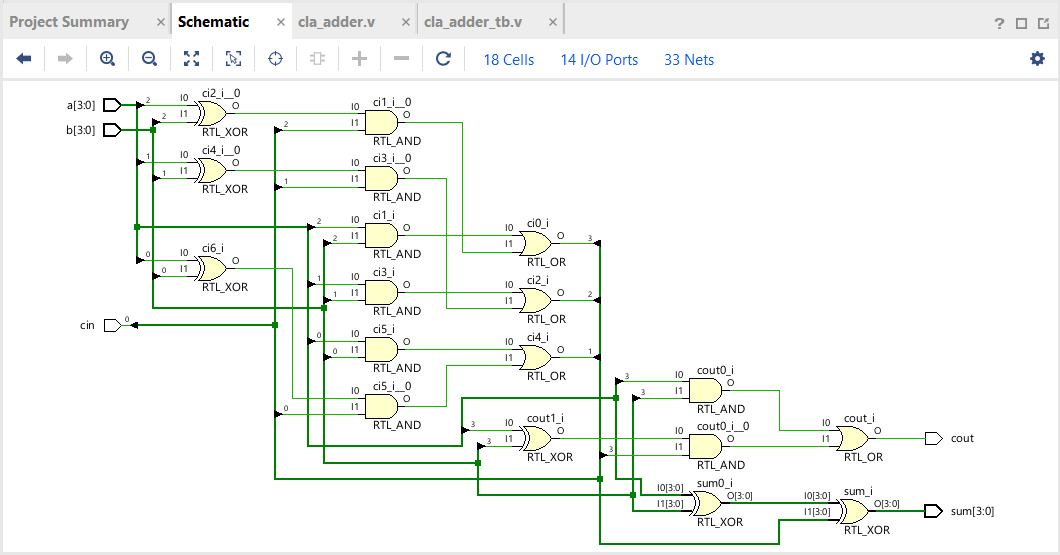 Project Summary × Schematic × cla_adder.v × cla_adder_tb.v × ?
18 Cells 14 I/O Ports 33 Nets
a[3:0]
b[3:0]
cin
2 I0 ci2_i__0 O
2 I1
RTL_XOR
1 I0 ci4_i__0 O
1 I1
RTL_XOR
0 I0 ci6_i O
0 I1
RTL_XOR
0
ci1_i__0
I0 O
2 I1
RTL_AND
ci3_i__0
I0 O
1 I1
RTL_AND
ci1_i
2 I0 O
2 I1
RTL_AND
ci3_i
1 I0 O
1 I1
RTL_AND
ci5_i
0 I0 O
0 I1
RTL_AND
ci5_i__0
I0 O
0 I1
RTL_AND
ci0_i
I0 O 3
I1
RTL_OR
ci2_i
I0 O 2
I1
RTL_OR
ci4_i
I0 O 1
I1
RTL_OR
cout1_i
3 I0 O
3 I1
RTL_XOR
cout0_i
3 I0 O
3 I1
RTL_AND
cout0_i__0
I0 O
3 I1
RTL_AND
cout_i
I0 O
I1
RTL_OR
cout
sum0_i
I0[3:0] O[3:0]
I1[3:0]
RTL_XOR
sum_i
I0[3:0] O[3:0]
I1[3:0]
RTL_XOR
sum[3:0]